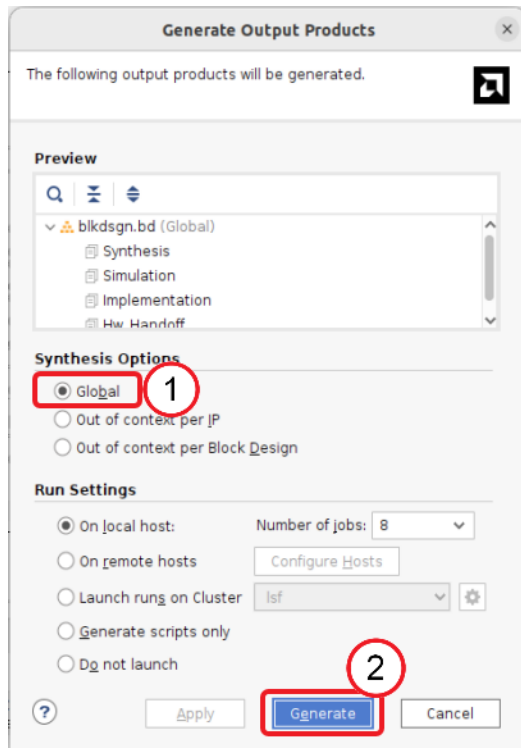 Generate Output Products
The following output products will be generated.
Preview
blkdsgn.bd (Global)
Synthesis
Simulation
Implementation
Hw_Handoff
Synthesis Options
Global 1
Out of context per IP
Out of context per Block Design
Run Settings
On local host: Number of jobs: 8
On remote hosts Configure Hosts
Launch runs on Cluster lsf
Generate scripts only
Do not launch
2
? Apply Generate Cancel